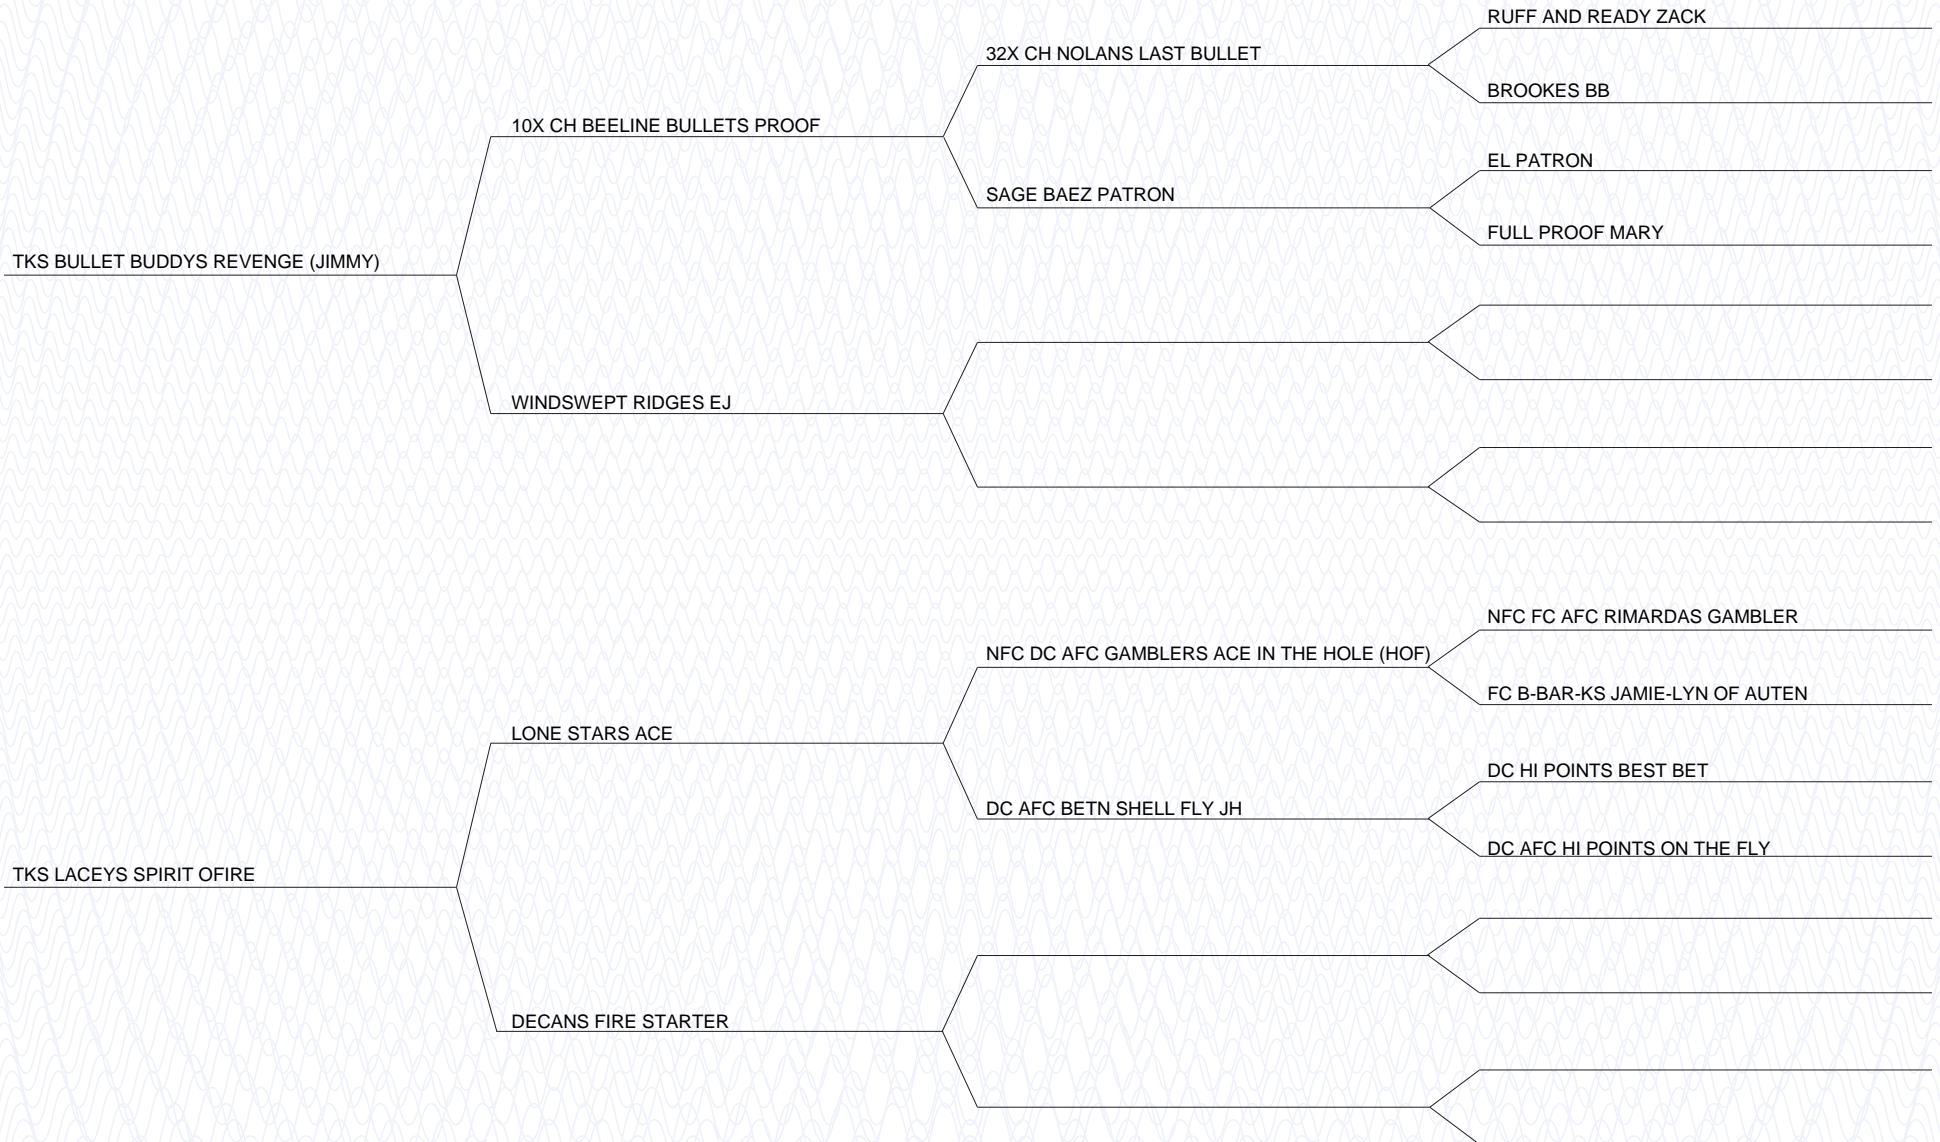 RUFF AND READY ZACK
32X CH NOLANS LAST BULLET
BROOKES BB
10X CH BEELINE BULLETS PROOF
EL PATRON
SAGE BAEZ PATRON
FULL PROOF MARY
TKS BULLET BUDDYS REVENGE (JIMMY)
WINDSWEPT RIDGES EJ
NFC FC AFC RIMARDAS GAMBLER
NFC DC AFC GAMBLERS ACE IN THE HOLE (HOF)
FC B-BAR-KS JAMIE-LYN OF AUTEN
LONE STARS ACE
DC HI POINTS BEST BET
DC AFC BETN SHELL FLY JH
DC AFC HI POINTS ON THE FLY
TKS LACEYS SPIRIT OFIRE
DECANS FIRE STARTER